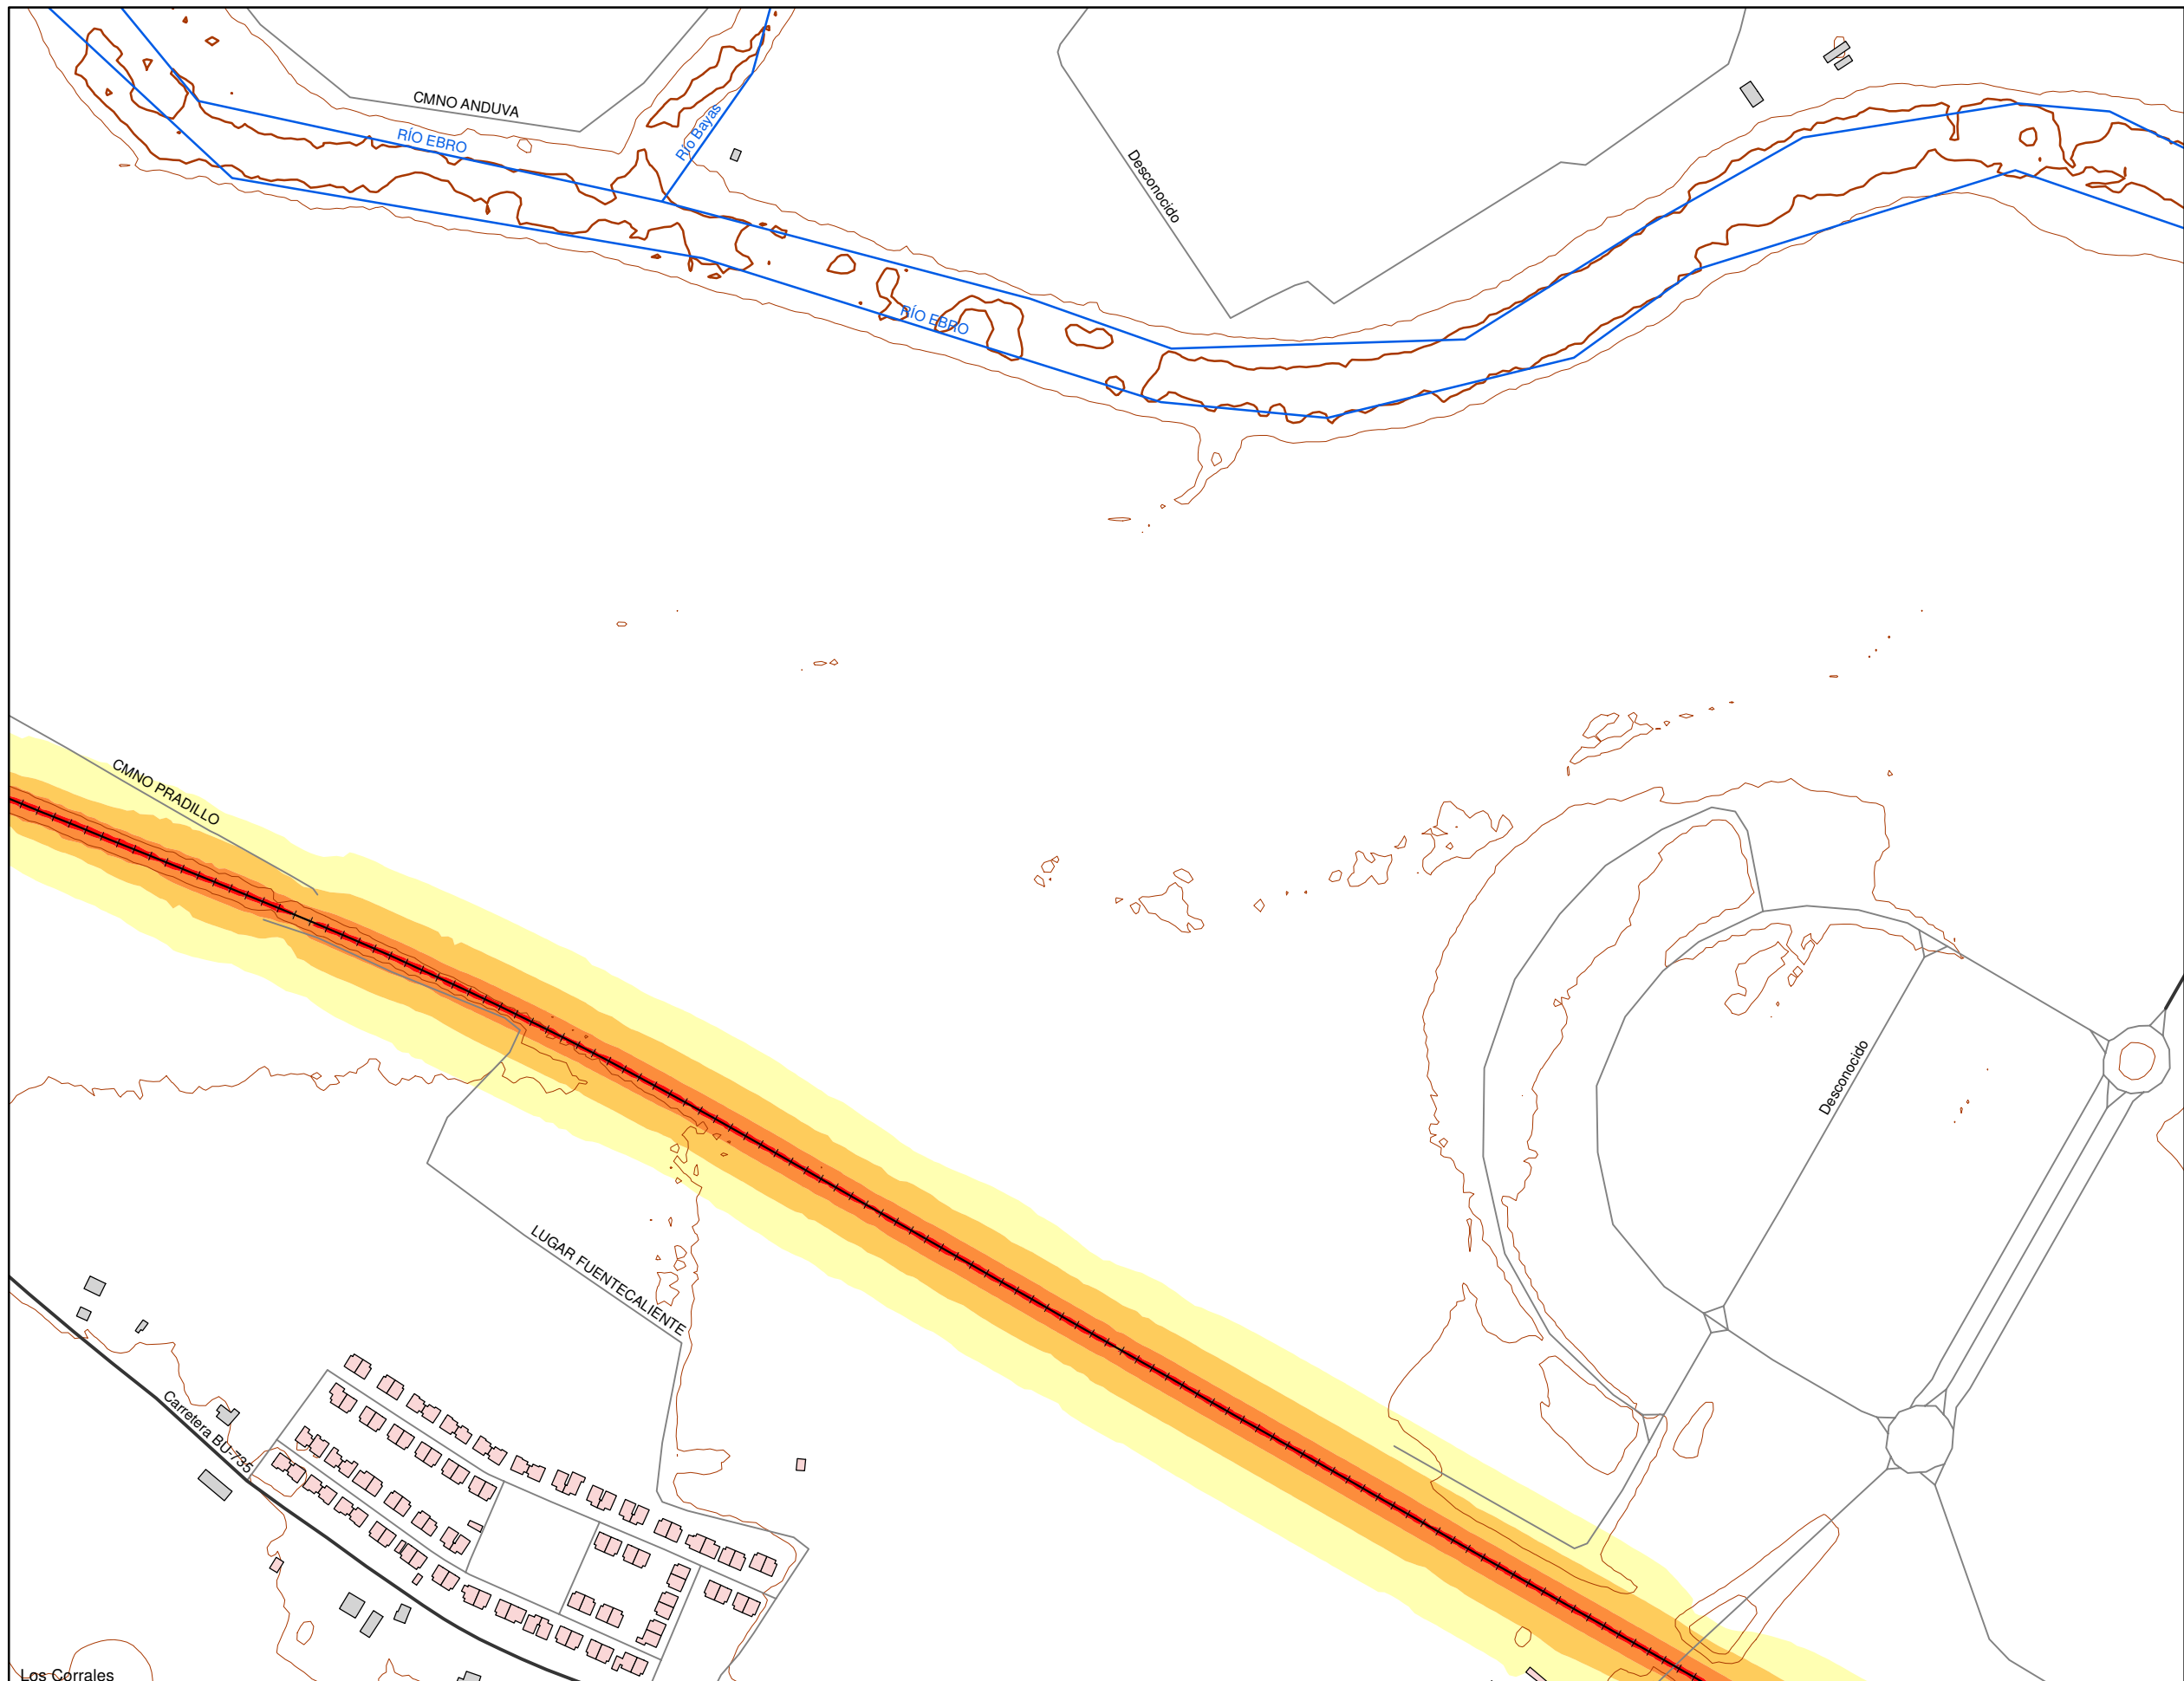 CMNO ANDUVA
RÍO EBRO
Río Bayas
Desconocido
RÍO EBRO
CMNO PRADILLO
Desconocido
LUGAR FUENTECALIENTE
Carretera BU-735
Los Corrales